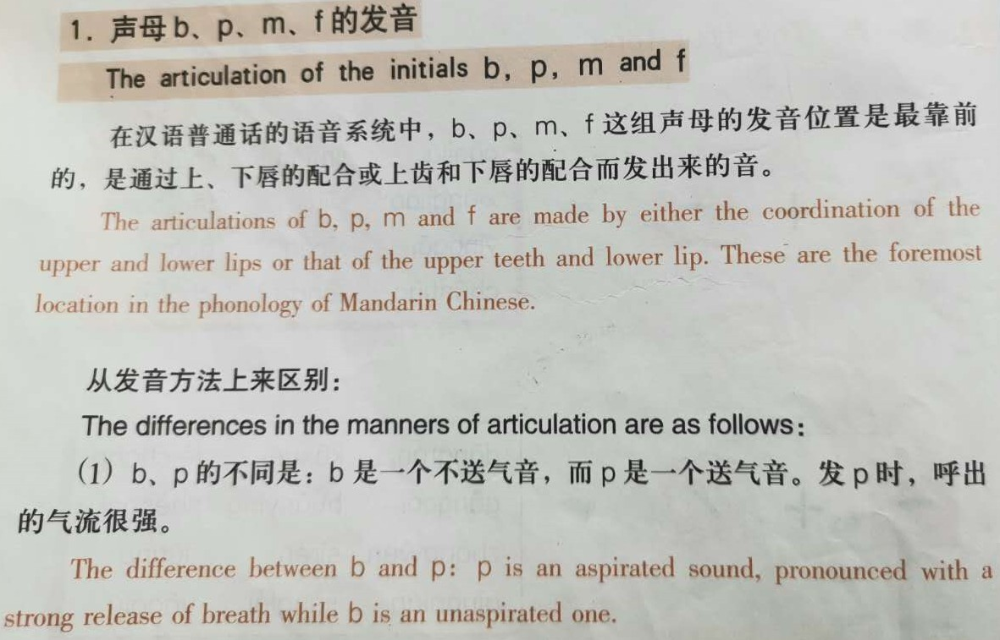 1. 声母 b、p、m、f 的发音
The articulation of the initials b, p, m and f
在汉语普通话的语音系统中，b、p、m、f 这组声母的发音位置是最靠前
的，是通过上、下唇的配合或上齿和下唇的配合而发出来的音。
The articulations of b, p, m and f are made by either the coordination of the
upper and lower lips or that of the upper teeth and lower lip. These are the foremost
location in the phonology of Mandarin Chinese.
从发音方法上来区别：
The differences in the manners of articulation are as follows:
（1）b、p 的不同是：b 是一个不送气音，而 p 是一个送气音。发 p 时，呼出
的气流很强。
The difference between b and p: p is an aspirated sound, pronounced with a
strong release of breath while b is an unaspirated one.